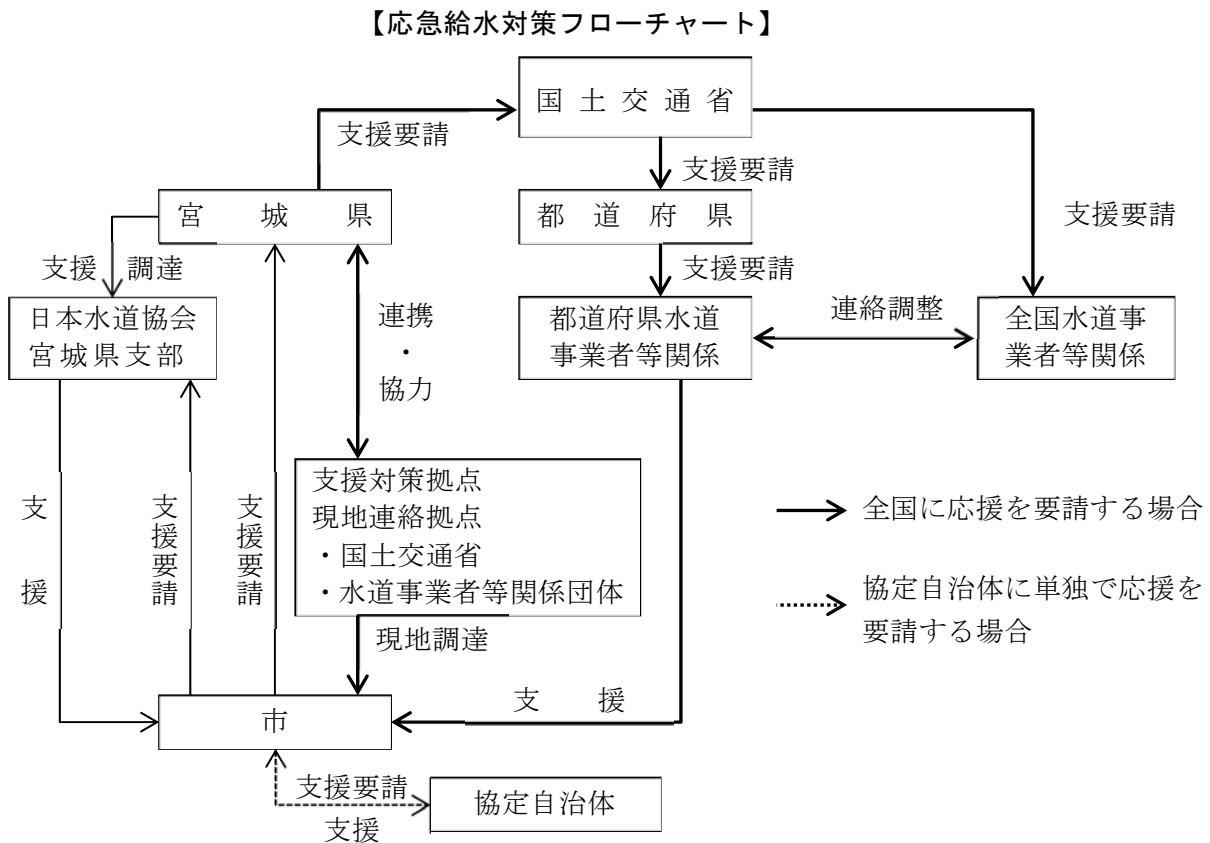 【応急給水対策フローチャート】
国土交通省
支援要請
支援要請
宮城県
都道府県
支援要請
支援 調達
支援要請
日本水道協会
宮城県支部
連携
・
協力
都道府県水道
事業者等関係
連絡調整
全国水道事
業者等関係
支援
支援要請
支援要請
支援対策拠点
現地連絡拠点
・国土交通省
・水道事業者等関係団体
全国に応援を要請する場合
協定自治体に単独で応援を
要請する場合
現地調達
支援
市
支援要請
支援
協定自治体